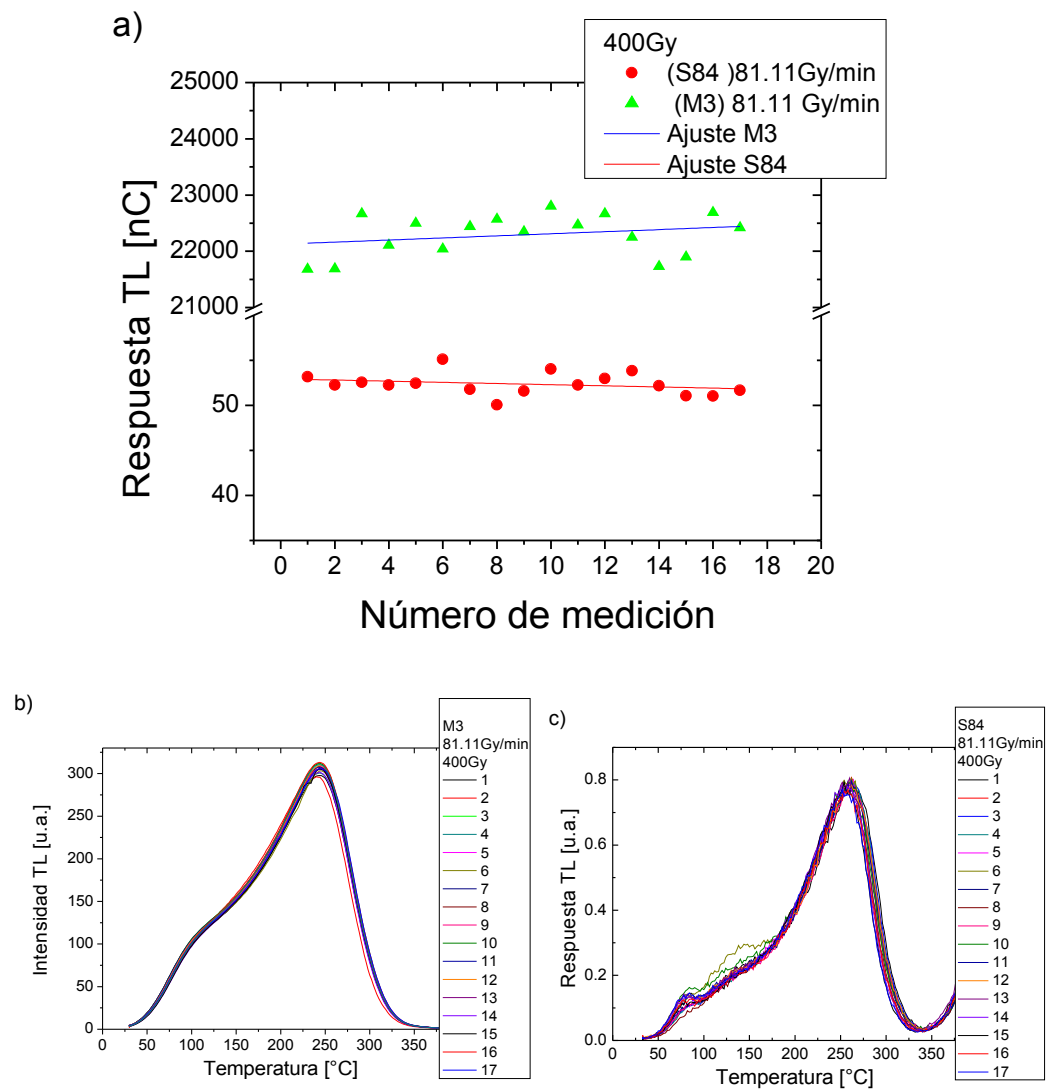 a)
400Gy
(S84 )81.11Gy/min
(M3) 81.11 Gy/min
Ajuste M3
Ajuste S84
25000
24000
23000
22000
21000
50
40
Respuesta TL [nC]
0 2 4 6 8 10 12 14 16 18 20
Número de medición
b)
M3
81.11Gy/min
400Gy
1
2
3
4
5
6
7
8
9
10
11
12
13
14
15
16
17
300
250
200
150
100
50
0
Intensidad TL [u.a.]
0 50 100 150 200 250 300 350
Temperatura [°C]
c)
S84
81.11Gy/min
400Gy
1
2
3
4
5
6
7
8
9
10
11
12
13
14
15
16
17
0.8
0.6
0.4
0.2
0.0
Respuesta TL [u.a.]
0 50 100 150 200 250 300 350
Temperatura [°C]